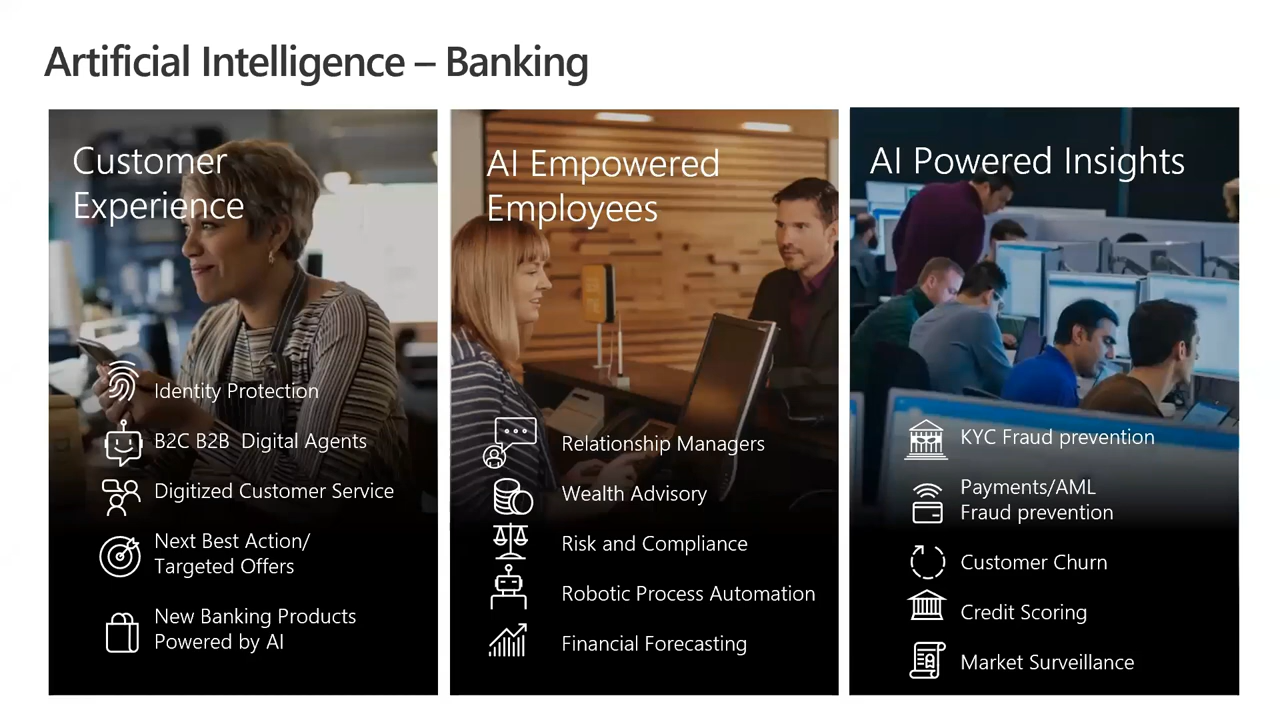 Artificial Intelligence – Banking
Customer
Experience
Identity Protection
B2C B2B  Digital Agents
Digitized Customer Service
Next Best Action/
Targeted Offers
New Banking Products
Powered by AI
AI Empowered
Employees
Relationship Managers
Wealth Advisory
Risk and Compliance
Robotic Process Automation
Financial Forecasting
AI Powered Insights
KYC Fraud prevention
Payments/AML
Fraud prevention
Customer Churn
Credit Scoring
Market Surveillance